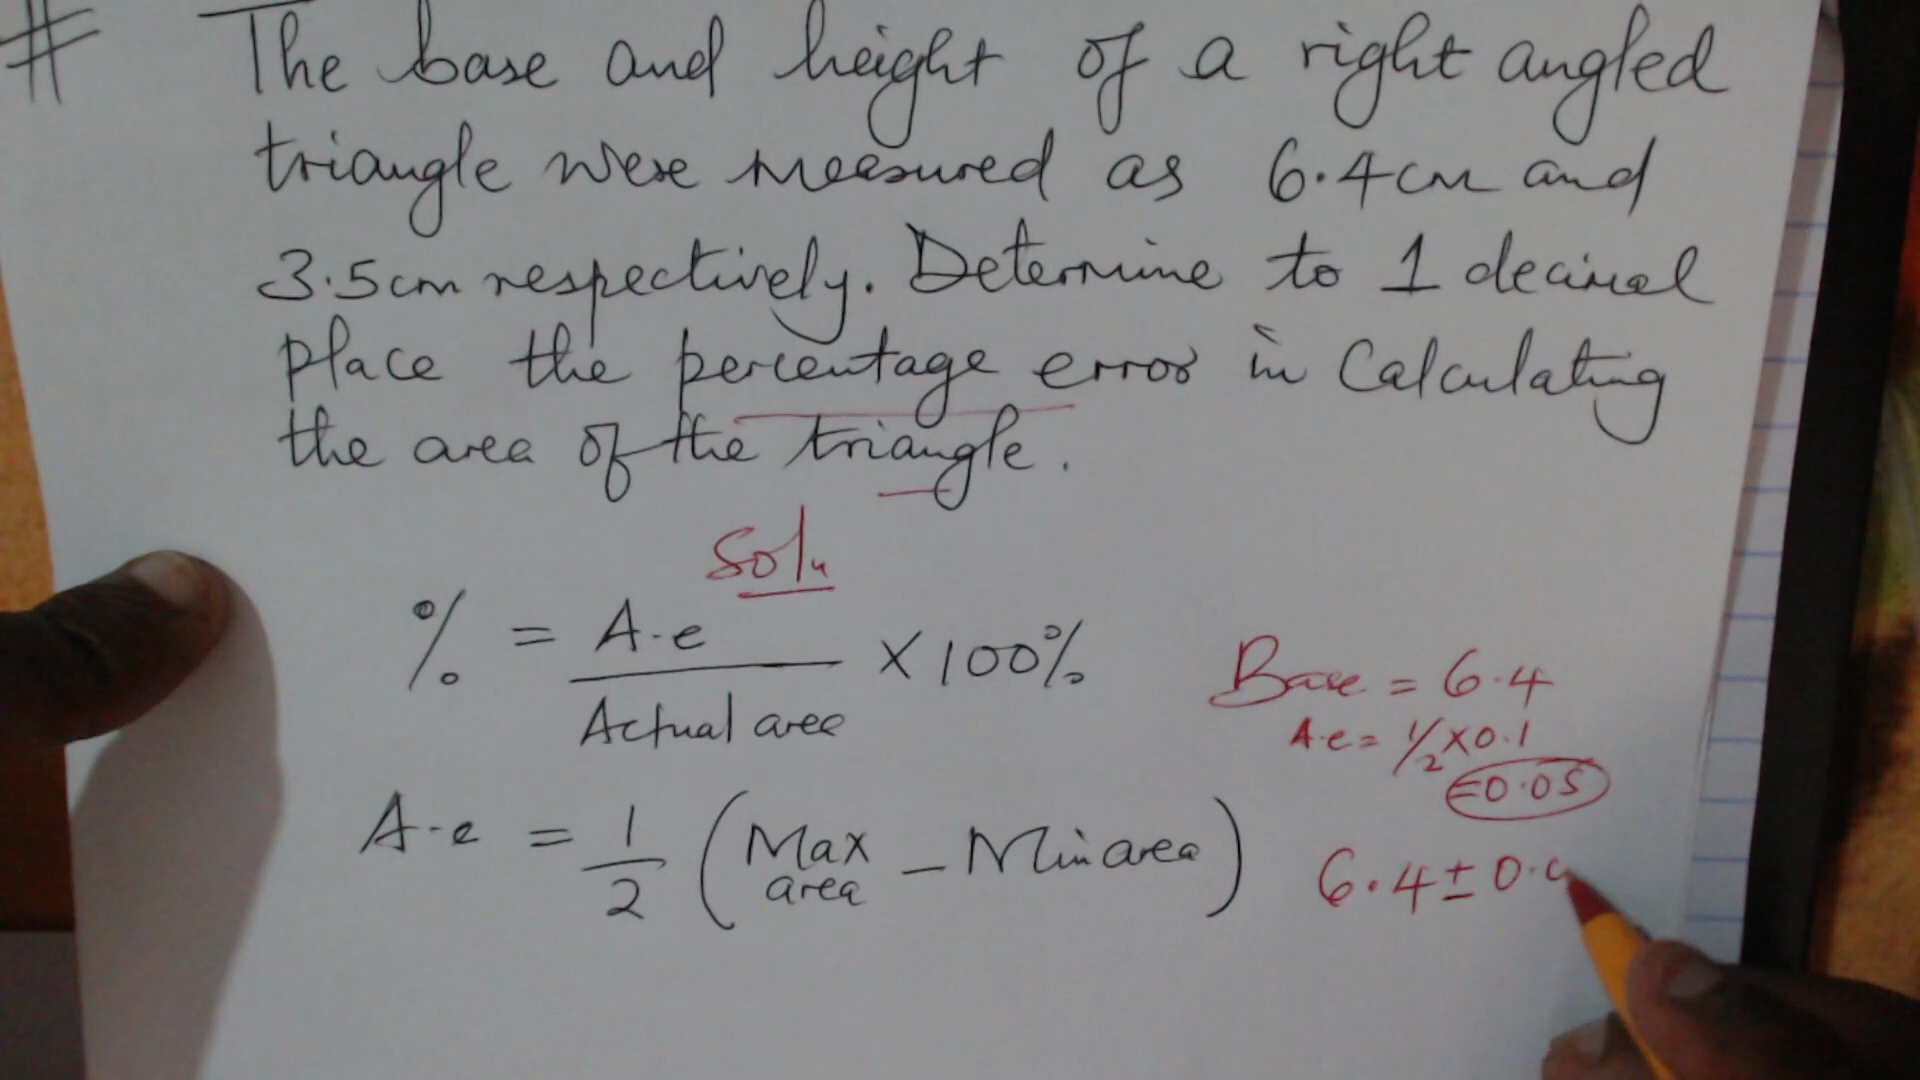 # The base and height of a right angled
triangle were measured as 6.4cm and
3.5cm respectively. Determine to 1 decimal
place the percentage error in Calculating
the area of the triangle.
Soln
% = A.e / Actual area × 100%
Base = 6.4
A.e = 1/2 × 0.1
= 0.05
A.e = 1/2 (Max area - Min area)
6.4 ± 0.